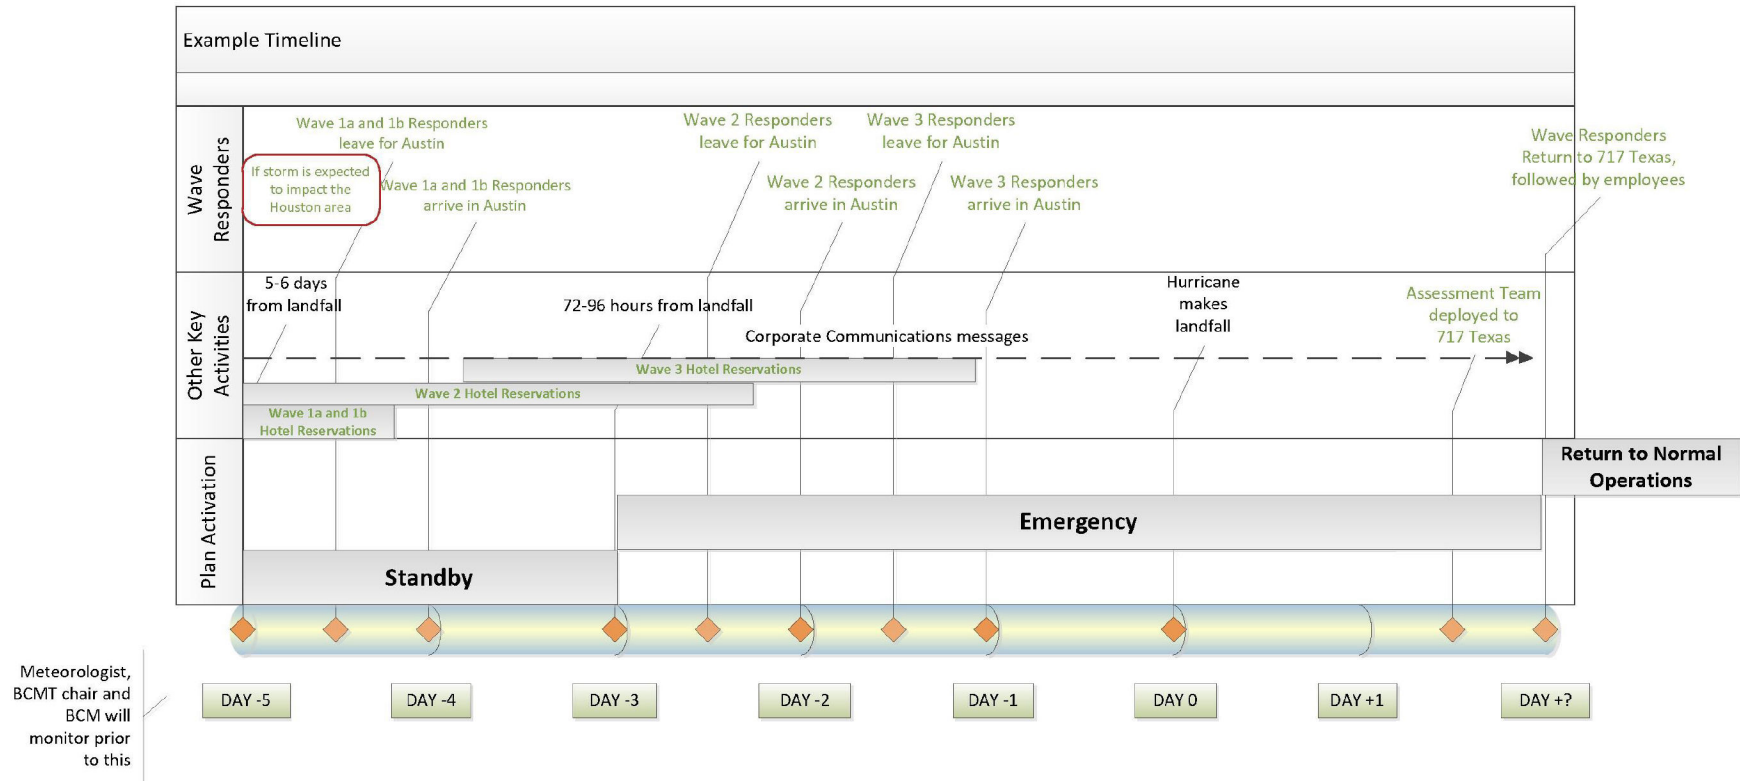 Example Timeline
Wave
Responders
Wave 1a and 1b Responders
leave for Austin
If storm is expected
to impact the
Houston area
Wave 1a and 1b Responders
arrive in Austin
Wave 2 Responders
leave for Austin
Wave 2 Responders
arrive in Austin
Wave 3 Responders
leave for Austin
Wave 3 Responders
arrive in Austin
Wave Responders
Return to 717 Texas,
followed by employees
Other Key
Activities
5-6 days
from landfall
72-96 hours from landfall
Corporate Communications messages
Hurricane
makes
landfall
Assessment Team
deployed to
717 Texas
Wave 3 Hotel Reservations
Wave 2 Hotel Reservations
Wave 1a and 1b
Hotel Reservations
Plan Activation
Return to Normal
Operations
Emergency
Standby
Meteorologist,
BCMT chair and
BCM will
monitor prior
to this
DAY -5
DAY -4
DAY -3
DAY -2
DAY -1
DAY 0
DAY +1
DAY +?